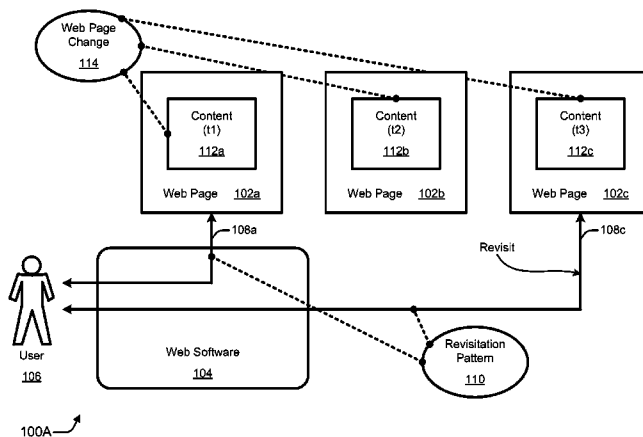 Web Page
Change
114
Content
(t1)
112a
Web Page 102a
Content
(t2)
112b
Web Page 102b
Content
(t3)
112c
Web Page 102c
108a
108c
Revisit
User
106
Web Software
104
Revisitation
Pattern
110
100A